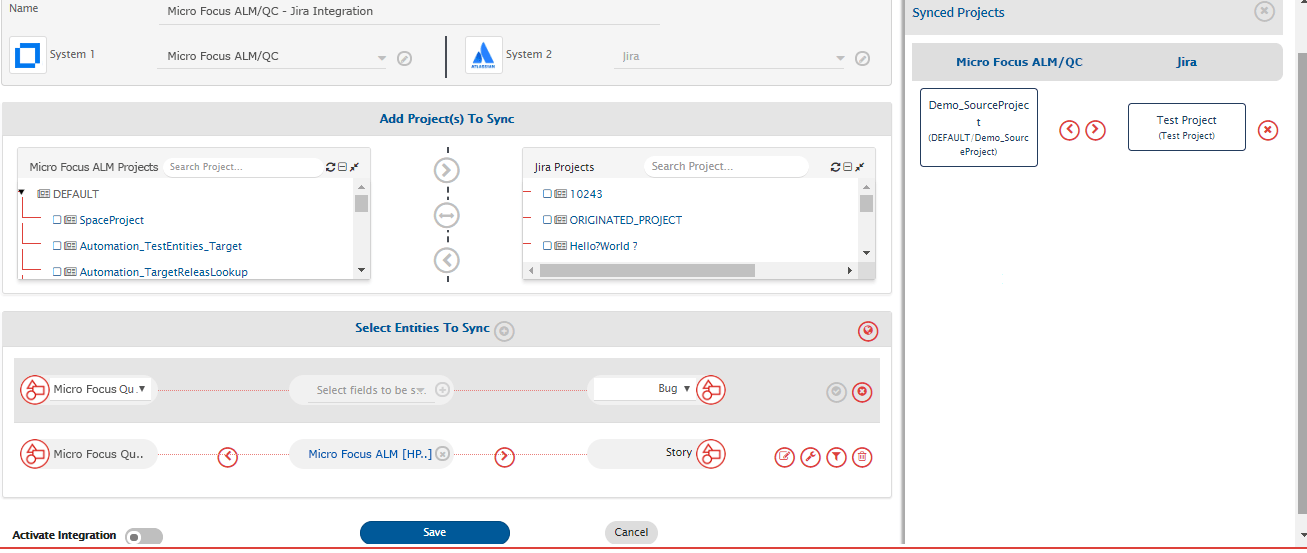 Name
Micro Focus ALM/QC - Jira Integration
System 1
Micro Focus ALM/QC
ATLASSIAN
System 2
Jira
Add Project(s) To Sync
Micro Focus ALM Projects
Search Project...
DEFAULT
SpaceProject
Automation_TestEntities_Target
Automation_TargetReleasLookup
Jira Projects
Search Project...
10243
ORIGINATED_PROJECT
Hello?World ?
Select Entities To Sync
Micro Focus Qu.
Select fields to be s...
Bug
Micro Focus Qu..
Micro Focus ALM [HP..]
Story
Activate Integration
Save
Cancel
Synced Projects
Micro Focus ALM/QC
Jira
Demo_SourceProjec
t
(DEFAULT/Demo_Sourc
eProject)
Test Project
(Test Project)